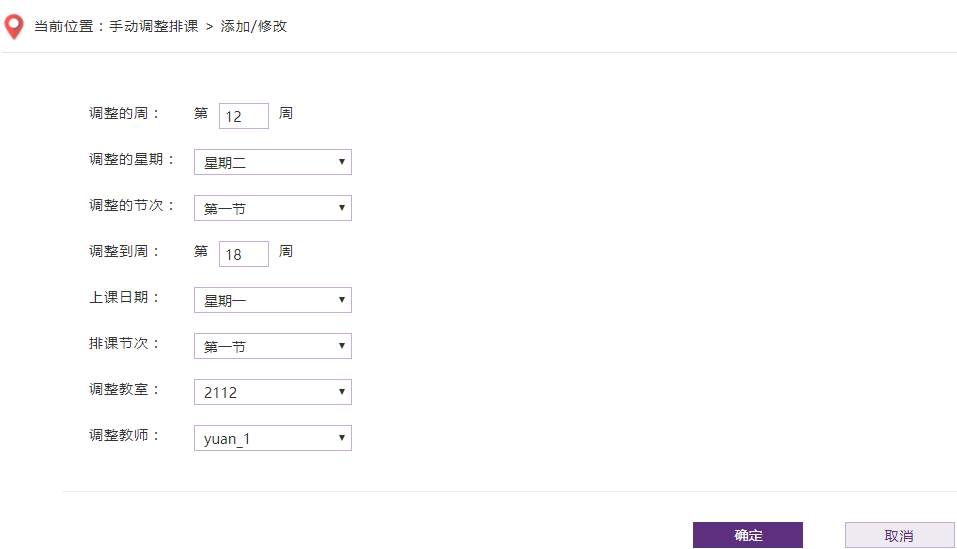 当前位置：手动调整排课 > 添加/修改
调整的周： 第 12 周
调整的星期： 星期二
调整的节次： 第一节
调整到周： 第 18 周
上课日期： 星期一
排课节次： 第一节
调整教室： 2112
调整教师： yuan_1
确定 取消